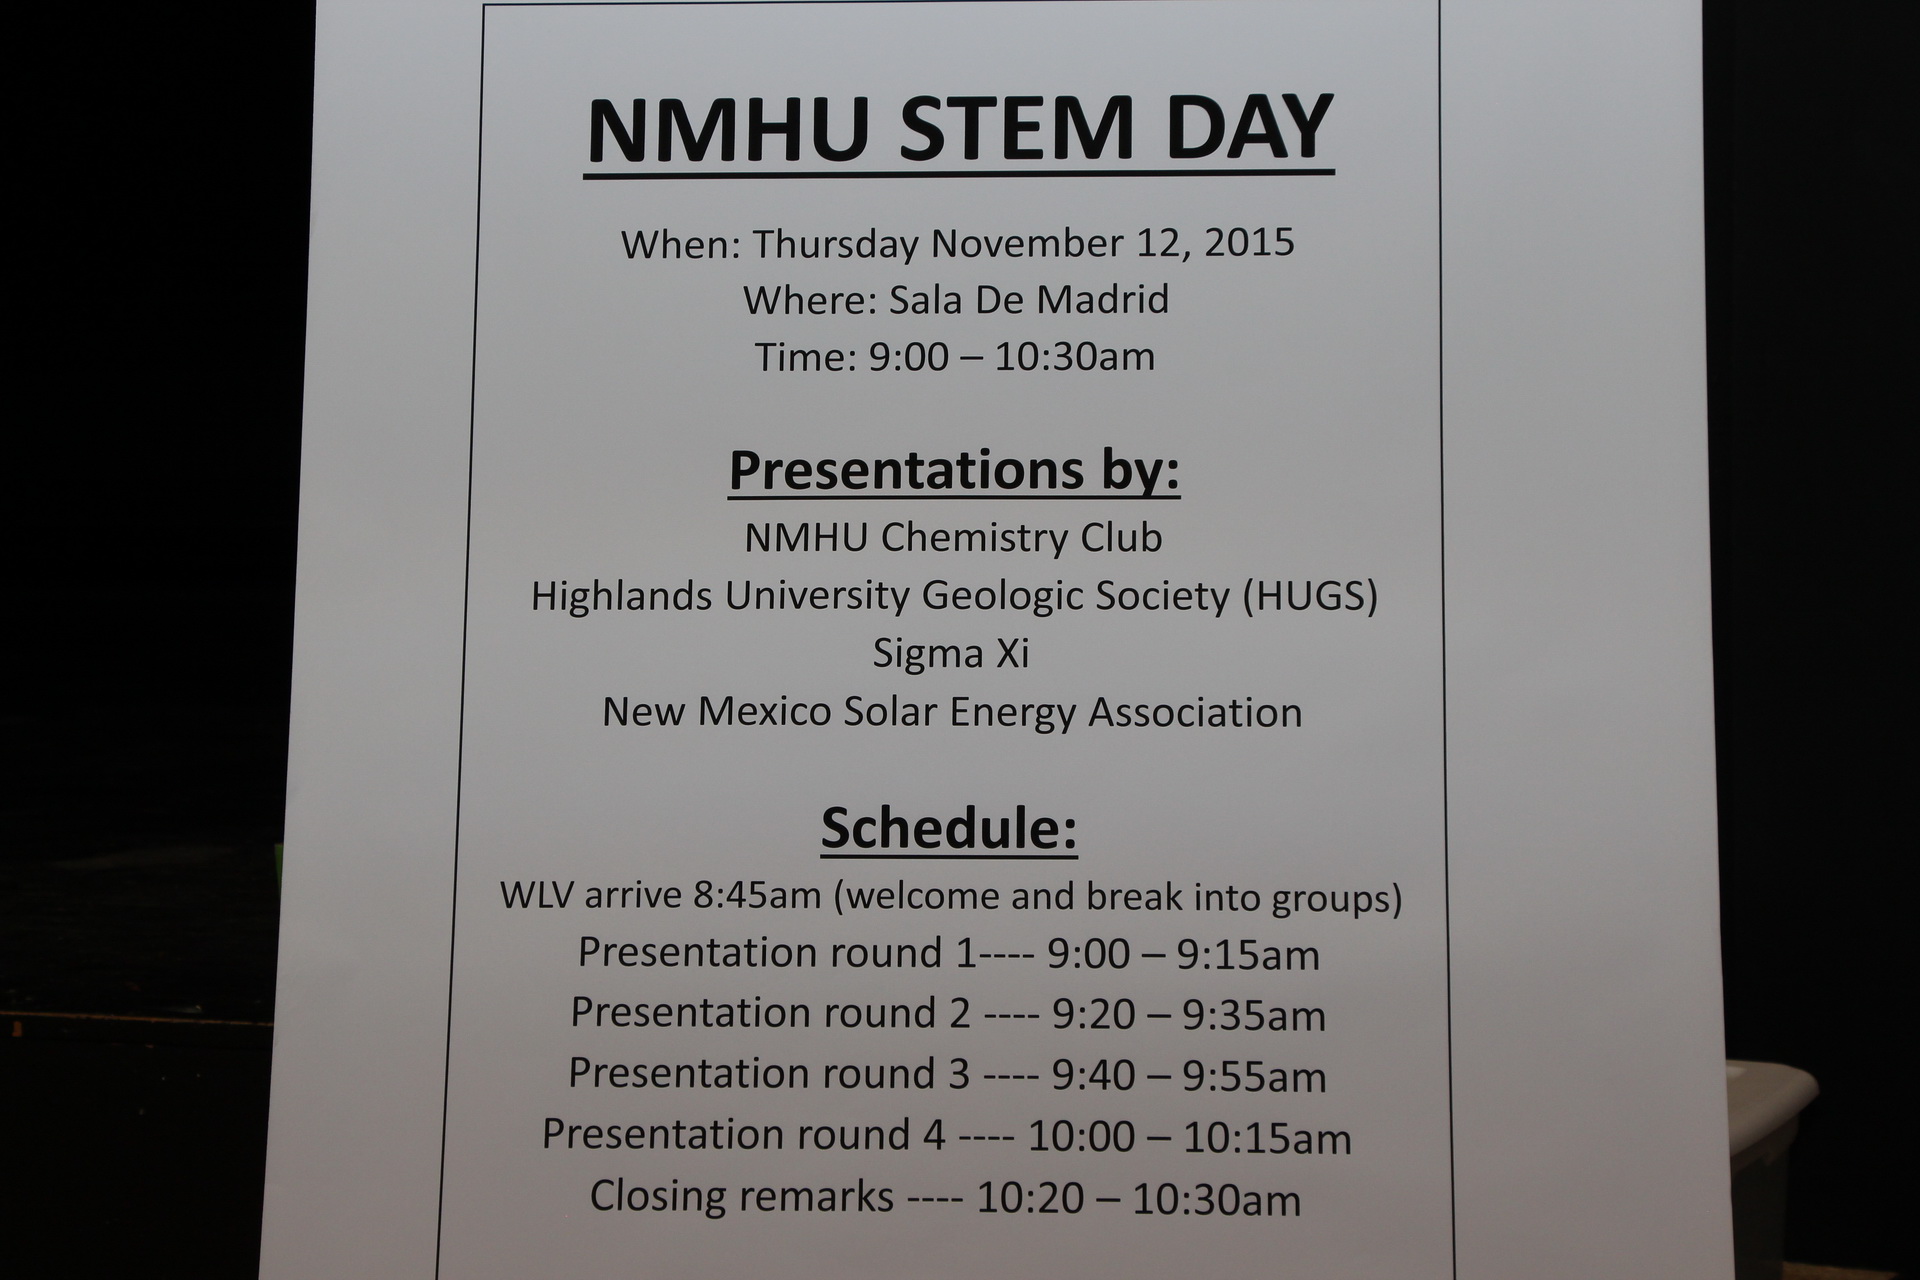 NMHU STEM DAY
When: Thursday November 12, 2015
Where: Sala De Madrid
Time: 9:00 – 10:30am
Presentations by:
NMHU Chemistry Club
Highlands University Geologic Society (HUGS)
Sigma Xi
New Mexico Solar Energy Association
Schedule:
WLV arrive 8:45am (welcome and break into groups)
Presentation round 1---- 9:00 – 9:15am
Presentation round 2 ---- 9:20 – 9:35am
Presentation round 3 ---- 9:40 – 9:55am
Presentation round 4 ---- 10:00 – 10:15am
Closing remarks ---- 10:20 – 10:30am